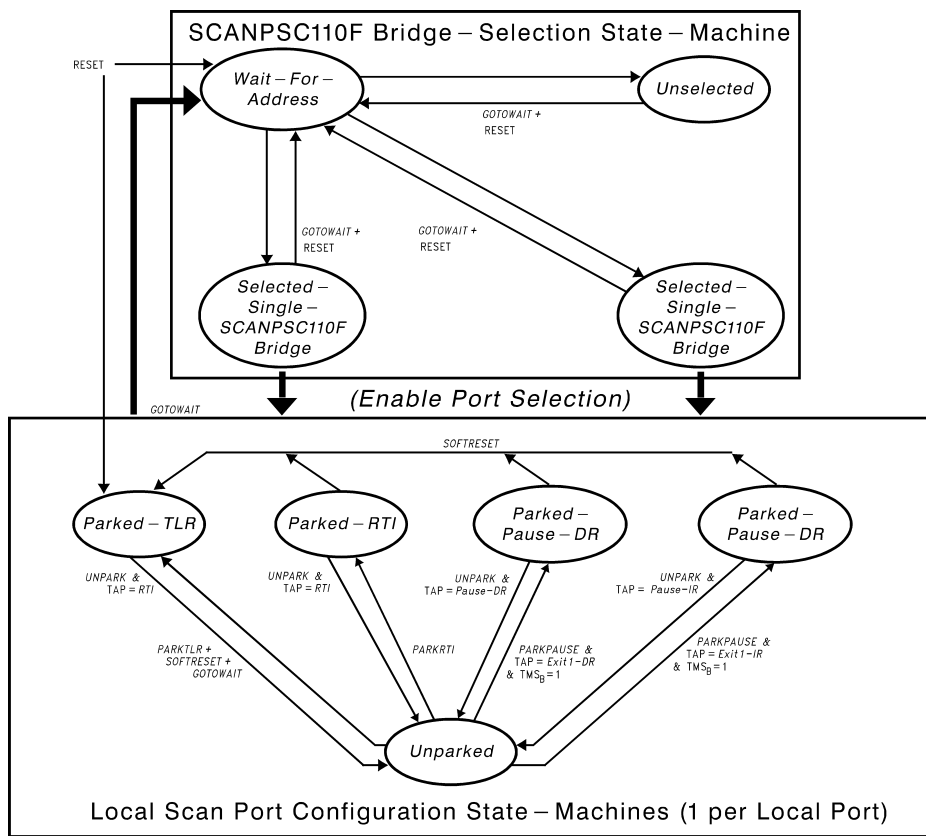 SCANPSC110F Bridge – Selection State – Machine
RESET
Wait – For –
Address
Unselected
GOTOWAIT +
RESET
GOTOWAIT +
RESET
GOTOWAIT +
RESET
Selected –
Single –
SCANPSC110F
Bridge
Selected –
Single –
SCANPSC110F
Bridge
(Enable Port Selection)
GOTOWAIT
SOFTRESET
Parked – TLR
Parked – RTI
Parked –
Pause – DR
Parked –
Pause – DR
UNPARK &
TAP = RTI
UNPARK &
TAP = RTI
UNPARK &
TAP = Pause-DR
UNPARK &
TAP = Pause-IR
PARKTLR +
SOFTRESET +
GOTOWAIT
PARKRTI
PARKPAUSE &
TAP = Exit1-DR
& TMSB = 1
PARKPAUSE &
TAP = Exit1-IR
& TMSB = 1
Unparked
Local Scan Port Configuration State – Machines (1 per Local Port)